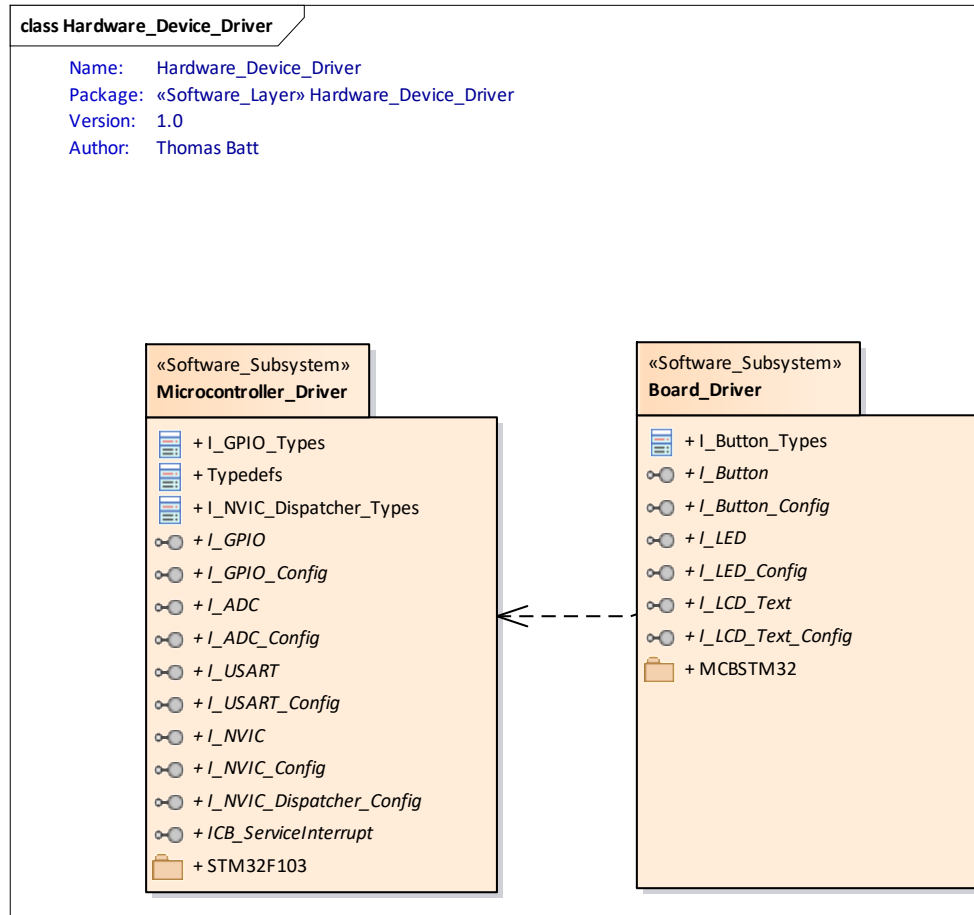 class Hardware_Device_Driver
Name: Hardware_Device_Driver
Package: «Software_Layer» Hardware_Device_Driver
Version: 1.0
Author: Thomas Batt
«Software_Subsystem»
Microcontroller_Driver
+ I_GPIO_Types
+ Typedefs
+ I_NVIC_Dispatcher_Types
+ I_GPIO
+ I_GPIO_Config
+ I_ADC
+ I_ADC_Config
+ I_USART
+ I_USART_Config
+ I_NVIC
+ I_NVIC_Config
+ I_NVIC_Dispatcher_Config
+ ICB_ServiceInterrupt
+ STM32F103
«Software_Subsystem»
Board_Driver
+ I_Button_Types
+ I_Button
+ I_Button_Config
+ I_LED
+ I_LED_Config
+ I_LCD_Text
+ I_LCD_Text_Config
+ MCBSTM32